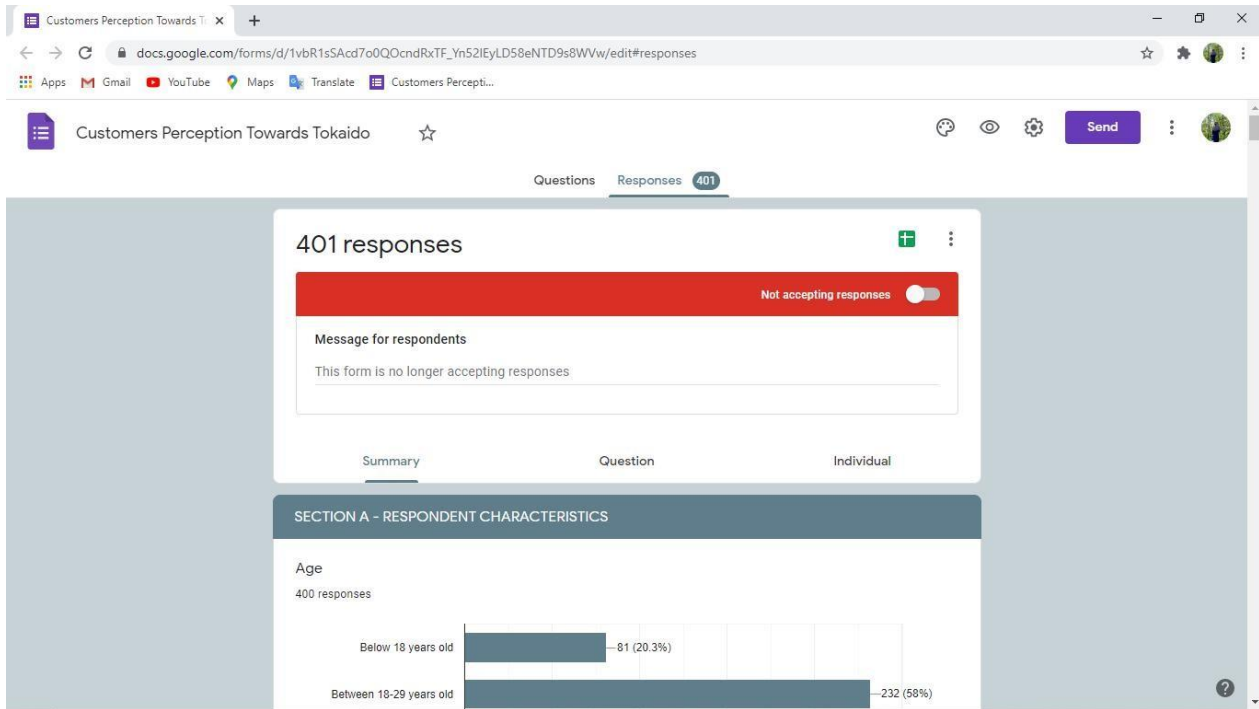 Customers Perception Towards T
docs.google.com/forms/d/1vbR1sSAcd7o0QOcndRxTF_Yn52IEyLD58eNTD9s8WVw/edit#responses
Apps Gmail YouTube Maps Translate Customers Percepti...
Customers Perception Towards Tokaido Send
Questions Responses 401
401 responses
Not accepting responses
Message for respondents
This form is no longer accepting responses
Summary Question Individual
SECTION A - RESPONDENT CHARACTERISTICS
Age
400 responses
Below 18 years old 81 (20.3%)
Between 18-29 years old 232 (58%)